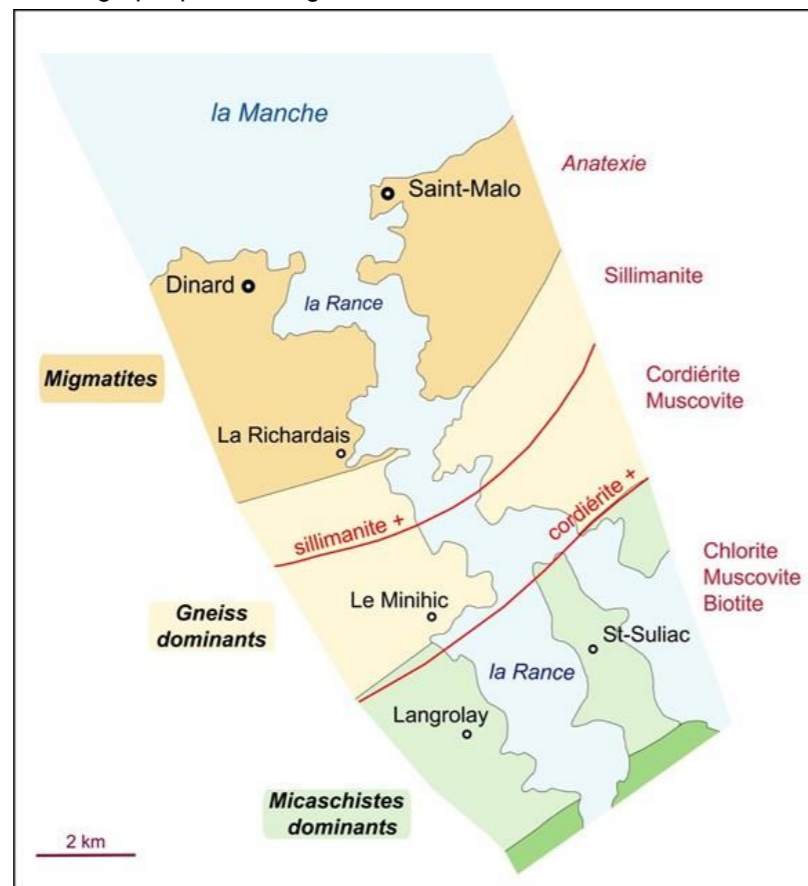 la Manche
Anatexie
Saint-Malo
Sillimanite
Dinard
la Rance
Migmatites
Cordiérite
Muscovite
La Richardais
sillimanite +
cordiérite +
Chlorite
Muscovite
Biotite
Le Minihic
Gneiss
dominants
St-Suliac
la Rance
Langrolay
Micaschistes
dominants
2 km